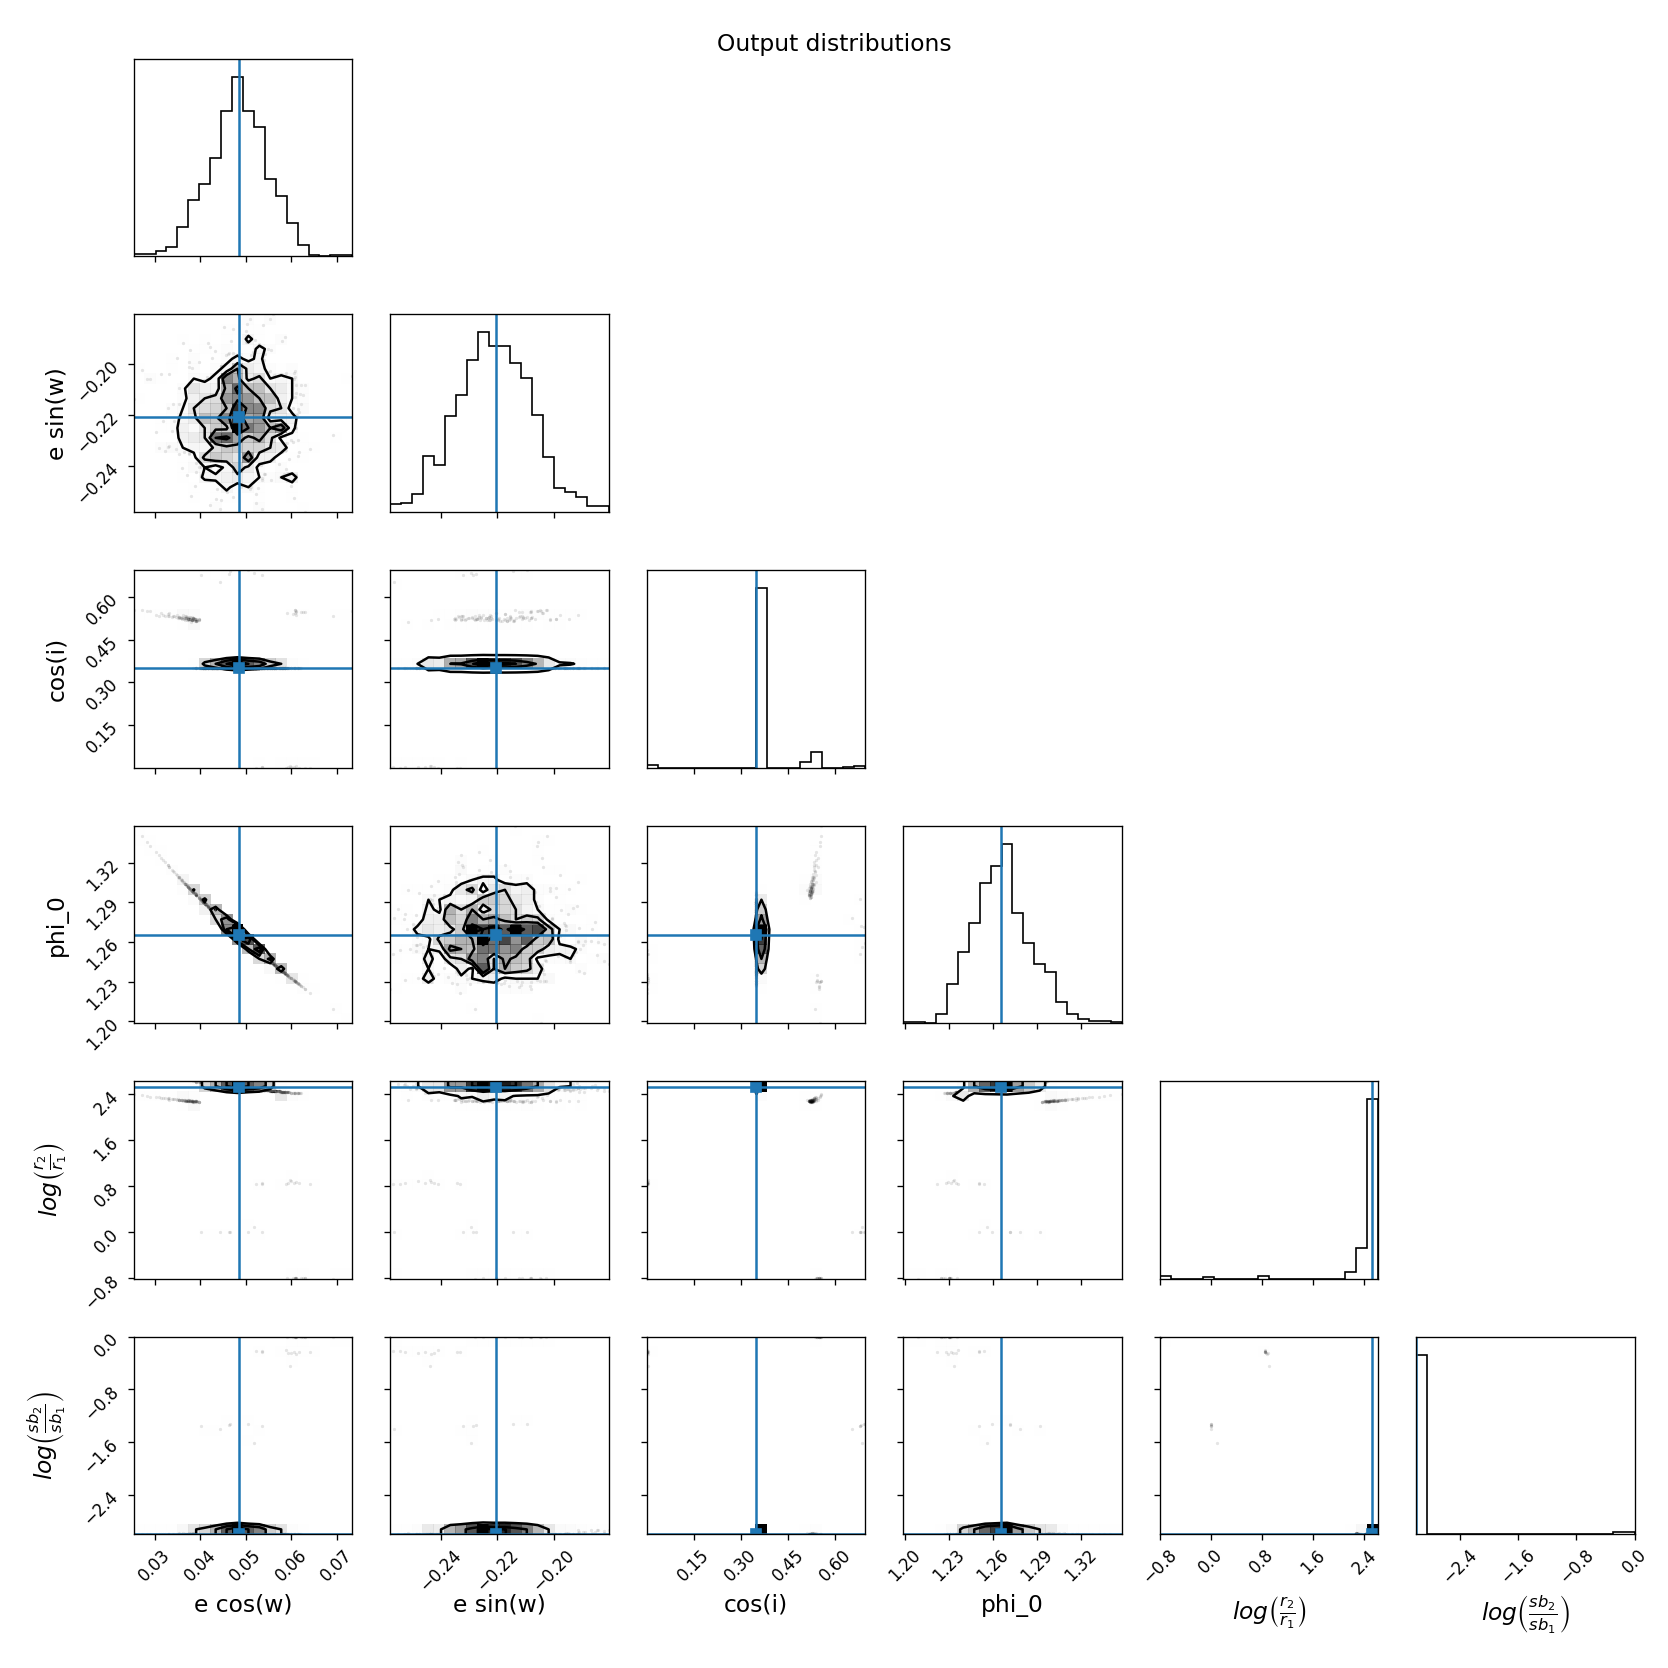 Output distributions
e sin(w)
−0.20
−0.22
−0.24
cos(i)
0.60
0.45
0.30
0.15
phi_0
1.32
1.29
1.26
1.23
1.20
log(r₂/r₁)
2.4
1.6
0.8
0.0
−0.8
log(sb₂/sb₁)
0.0
−0.8
−1.6
−2.4
0.03 0.04 0.05 0.06 0.07
e cos(w)
−0.24 −0.22 −0.20
e sin(w)
0.15 0.30 0.45 0.60
cos(i)
1.20 1.23 1.26 1.29 1.32
phi_0
−0.8 0.0 0.8 1.6 2.4
log(r₂/r₁)
−2.4 −1.6 −0.8 0.0
log(sb₂/sb₁)